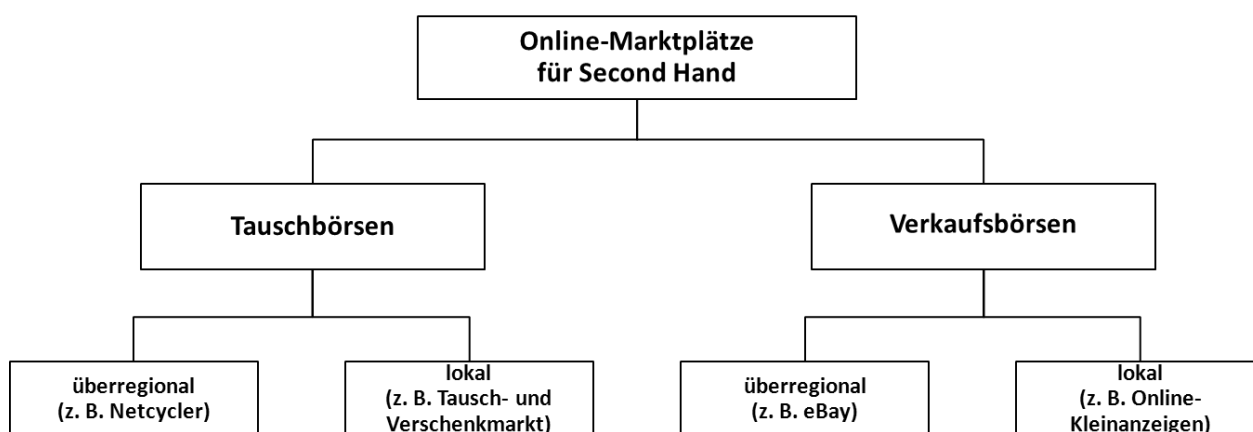 Online-Marktplätze
für Second Hand
Tauschbörsen
Verkaufsbörsen
überregional
(z. B. Netcycler)
lokal
(z. B. Tausch- und
Verschenkmarkt)
überregional
(z. B. eBay)
lokal
(z. B. Online-
Kleinanzeigen)